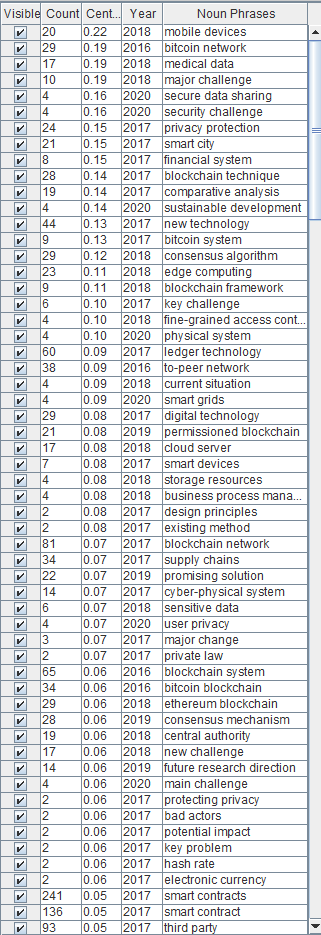 Visible Count Cent... Year Noun Phrases
20 0.22 2018 mobile devices
29 0.19 2016 bitcoin network
17 0.19 2018 medical data
10 0.19 2018 major challenge
4 0.16 2020 secure data sharing
4 0.16 2020 security challenge
24 0.15 2017 privacy protection
21 0.15 2017 smart city
8 0.15 2017 financial system
28 0.14 2017 blockchain technique
19 0.14 2017 comparative analysis
4 0.14 2020 sustainable development
44 0.13 2017 new technology
9 0.13 2017 bitcoin system
29 0.12 2018 consensus algorithm
23 0.11 2018 edge computing
9 0.11 2018 blockchain framework
6 0.10 2017 key challenge
4 0.10 2018 fine-grained access cont...
4 0.10 2020 physical system
60 0.09 2017 ledger technology
38 0.09 2016 to-peer network
4 0.09 2018 current situation
4 0.09 2020 smart grids
29 0.08 2017 digital technology
21 0.08 2019 permissioned blockchain
17 0.08 2018 cloud server
7 0.08 2017 smart devices
4 0.08 2018 storage resources
4 0.08 2018 business process mana...
2 0.08 2017 design principles
2 0.08 2017 existing method
81 0.07 2017 blockchain network
34 0.07 2017 supply chains
22 0.07 2019 promising solution
14 0.07 2017 cyber-physical system
6 0.07 2018 sensitive data
4 0.07 2020 user privacy
3 0.07 2017 major change
2 0.07 2017 private law
65 0.06 2016 blockchain system
34 0.06 2016 bitcoin blockchain
29 0.06 2018 ethereum blockchain
28 0.06 2019 consensus mechanism
19 0.06 2018 central authority
17 0.06 2018 new challenge
14 0.06 2019 future research direction
4 0.06 2020 main challenge
2 0.06 2017 protecting privacy
2 0.06 2017 bad actors
2 0.06 2017 potential impact
2 0.06 2017 key problem
2 0.06 2017 hash rate
2 0.06 2017 electronic currency
241 0.05 2017 smart contracts
136 0.05 2017 smart contract
93 0.05 2017 third party